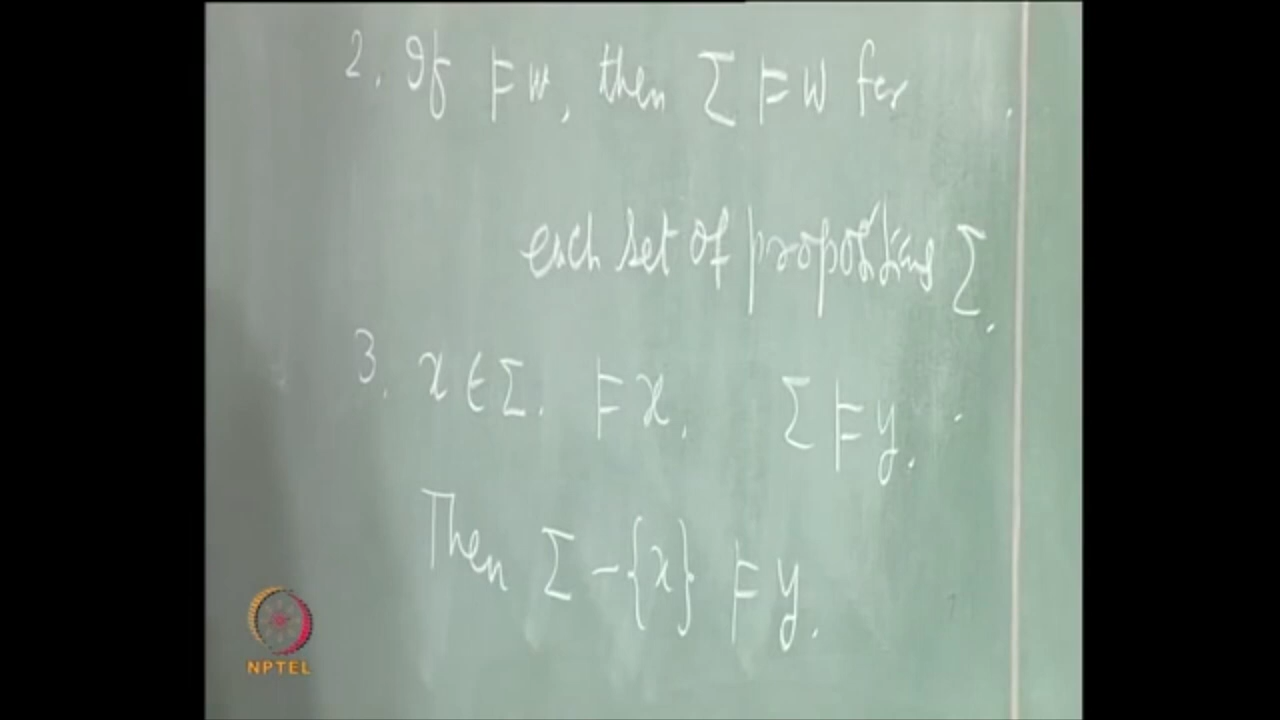 2. If ⊨ w, then Σ ⊨ w for
each set of propositions Σ.
3. x ∈ Σ. ⊨ x. Σ ⊨ y.
Then Σ - {x} ⊨ y.
NPTEL